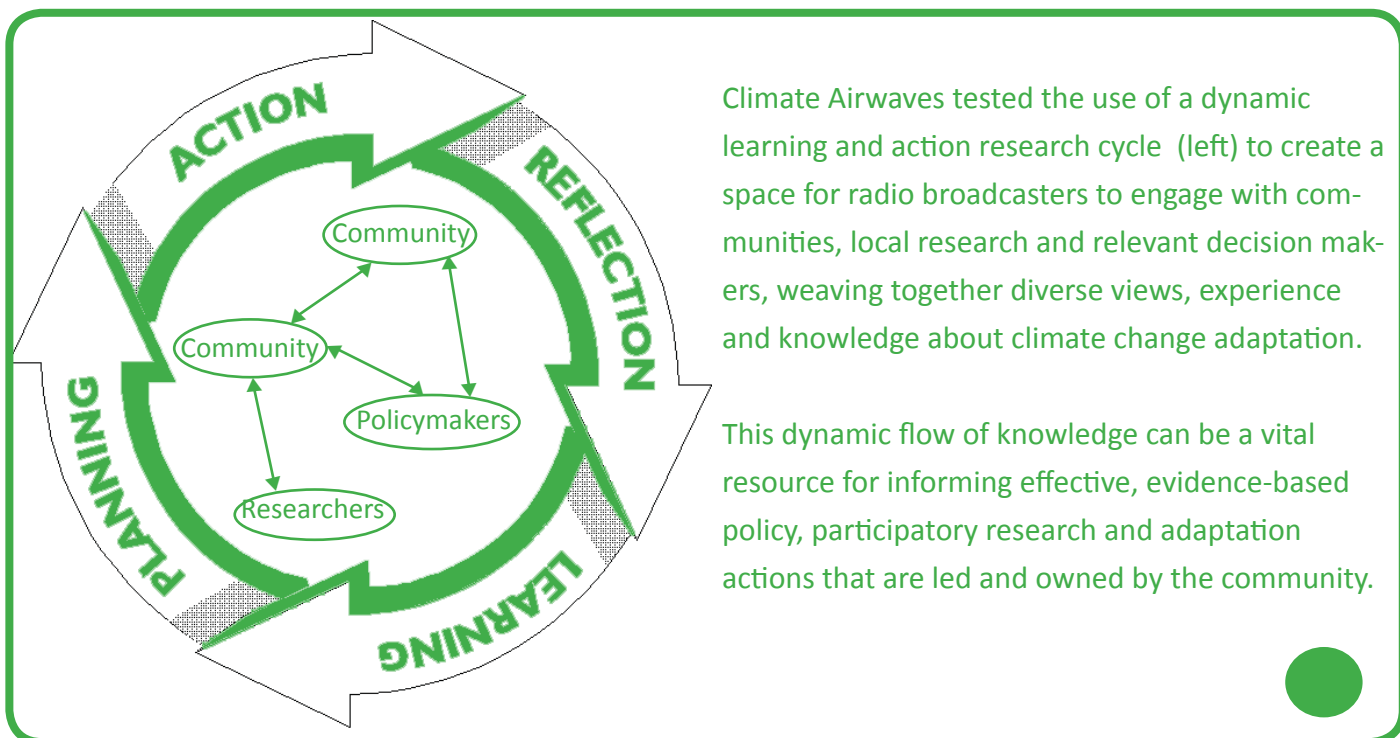 ACTION
REFLECTION
LEARNING
PLANNING
Community
Community
Policymakers
Researchers
Climate Airwaves tested the use of a dynamic
learning and action research cycle (left) to create a
space for radio broadcasters to engage with com-
munities, local research and relevant decision mak-
ers, weaving together diverse views, experience
and knowledge about climate change adaptation.
This dynamic flow of knowledge can be a vital
resource for informing effective, evidence-based
policy, participatory research and adaptation
actions that are led and owned by the community.